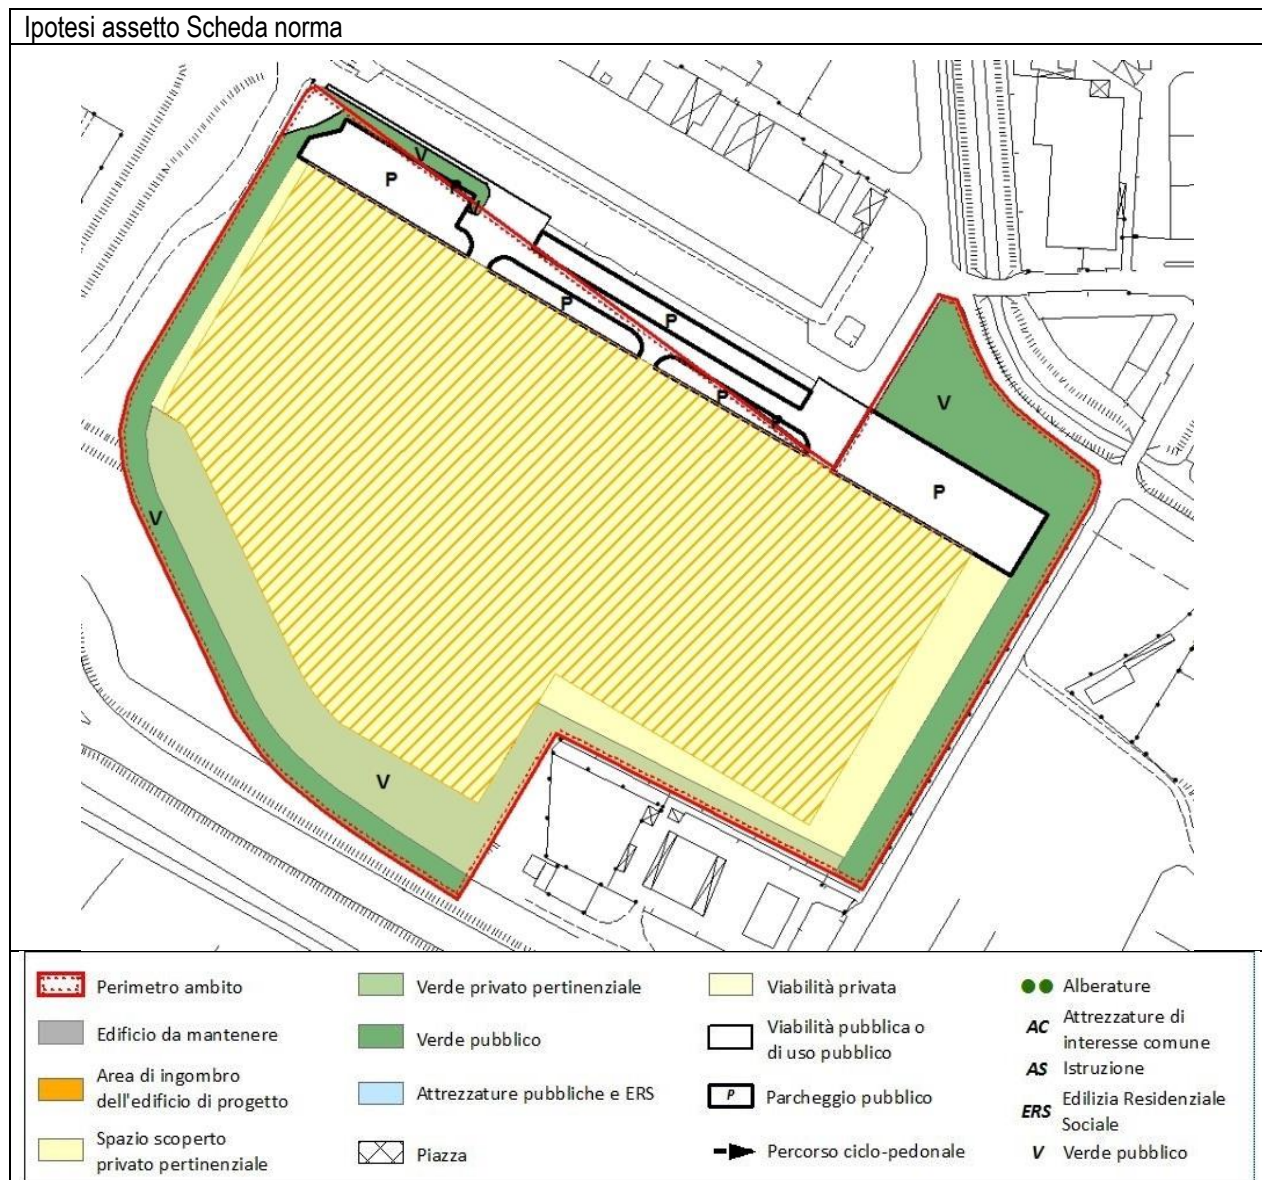 Ipotesi assetto Scheda norma
V
P
P
P
P
V
P
P
P
V
V
Perimetro ambito
Edificio da mantenere
Area di ingombro
dell'edificio di progetto
Spazio scoperto
privato pertinenziale
Verde privato pertinenziale
Verde pubblico
Attrezzature pubbliche e ERS
Piazza
Viabilità privata
Viabilità pubblica o
di uso pubblico
P Parcheggio pubblico
Percorso ciclo-pedonale
Alberature
AC Attrezzature di
interesse comune
AS Istruzione
ERS Edilizia Residenziale
Sociale
V Verde pubblico